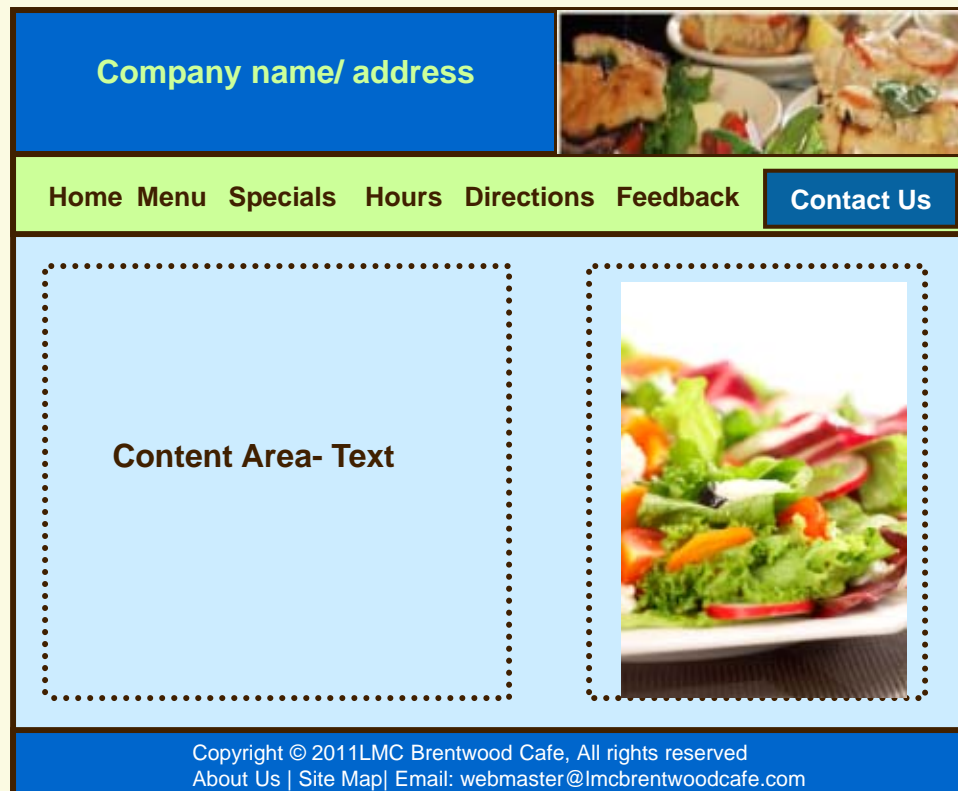 Company name/ address
Home Menu Specials Hours Directions Feedback Contact Us
Content Area- Text
Copyright © 2011LMC Brentwood Cafe, All rights reserved
About Us | Site Map| Email: webmaster@lmcbrentwoodcafe.com